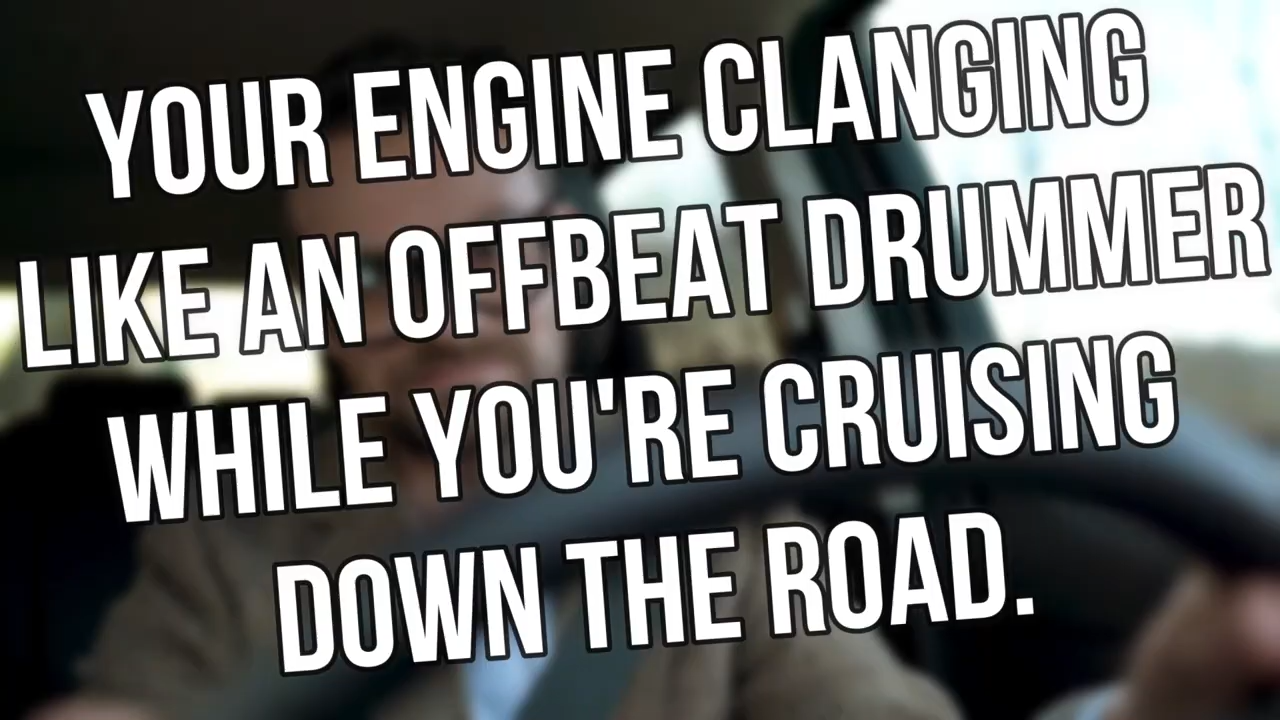 YOUR ENGINE CLANGING
LIKE AN OFFBEAT DRUMMER
WHILE YOU'RE CRUISING
DOWN THE ROAD.